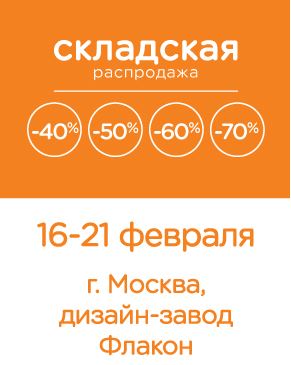 складская
распродажа
-40% -50% -60% -70%
16-21 февраля
г. Москва,
дизайн-завод
Флакон